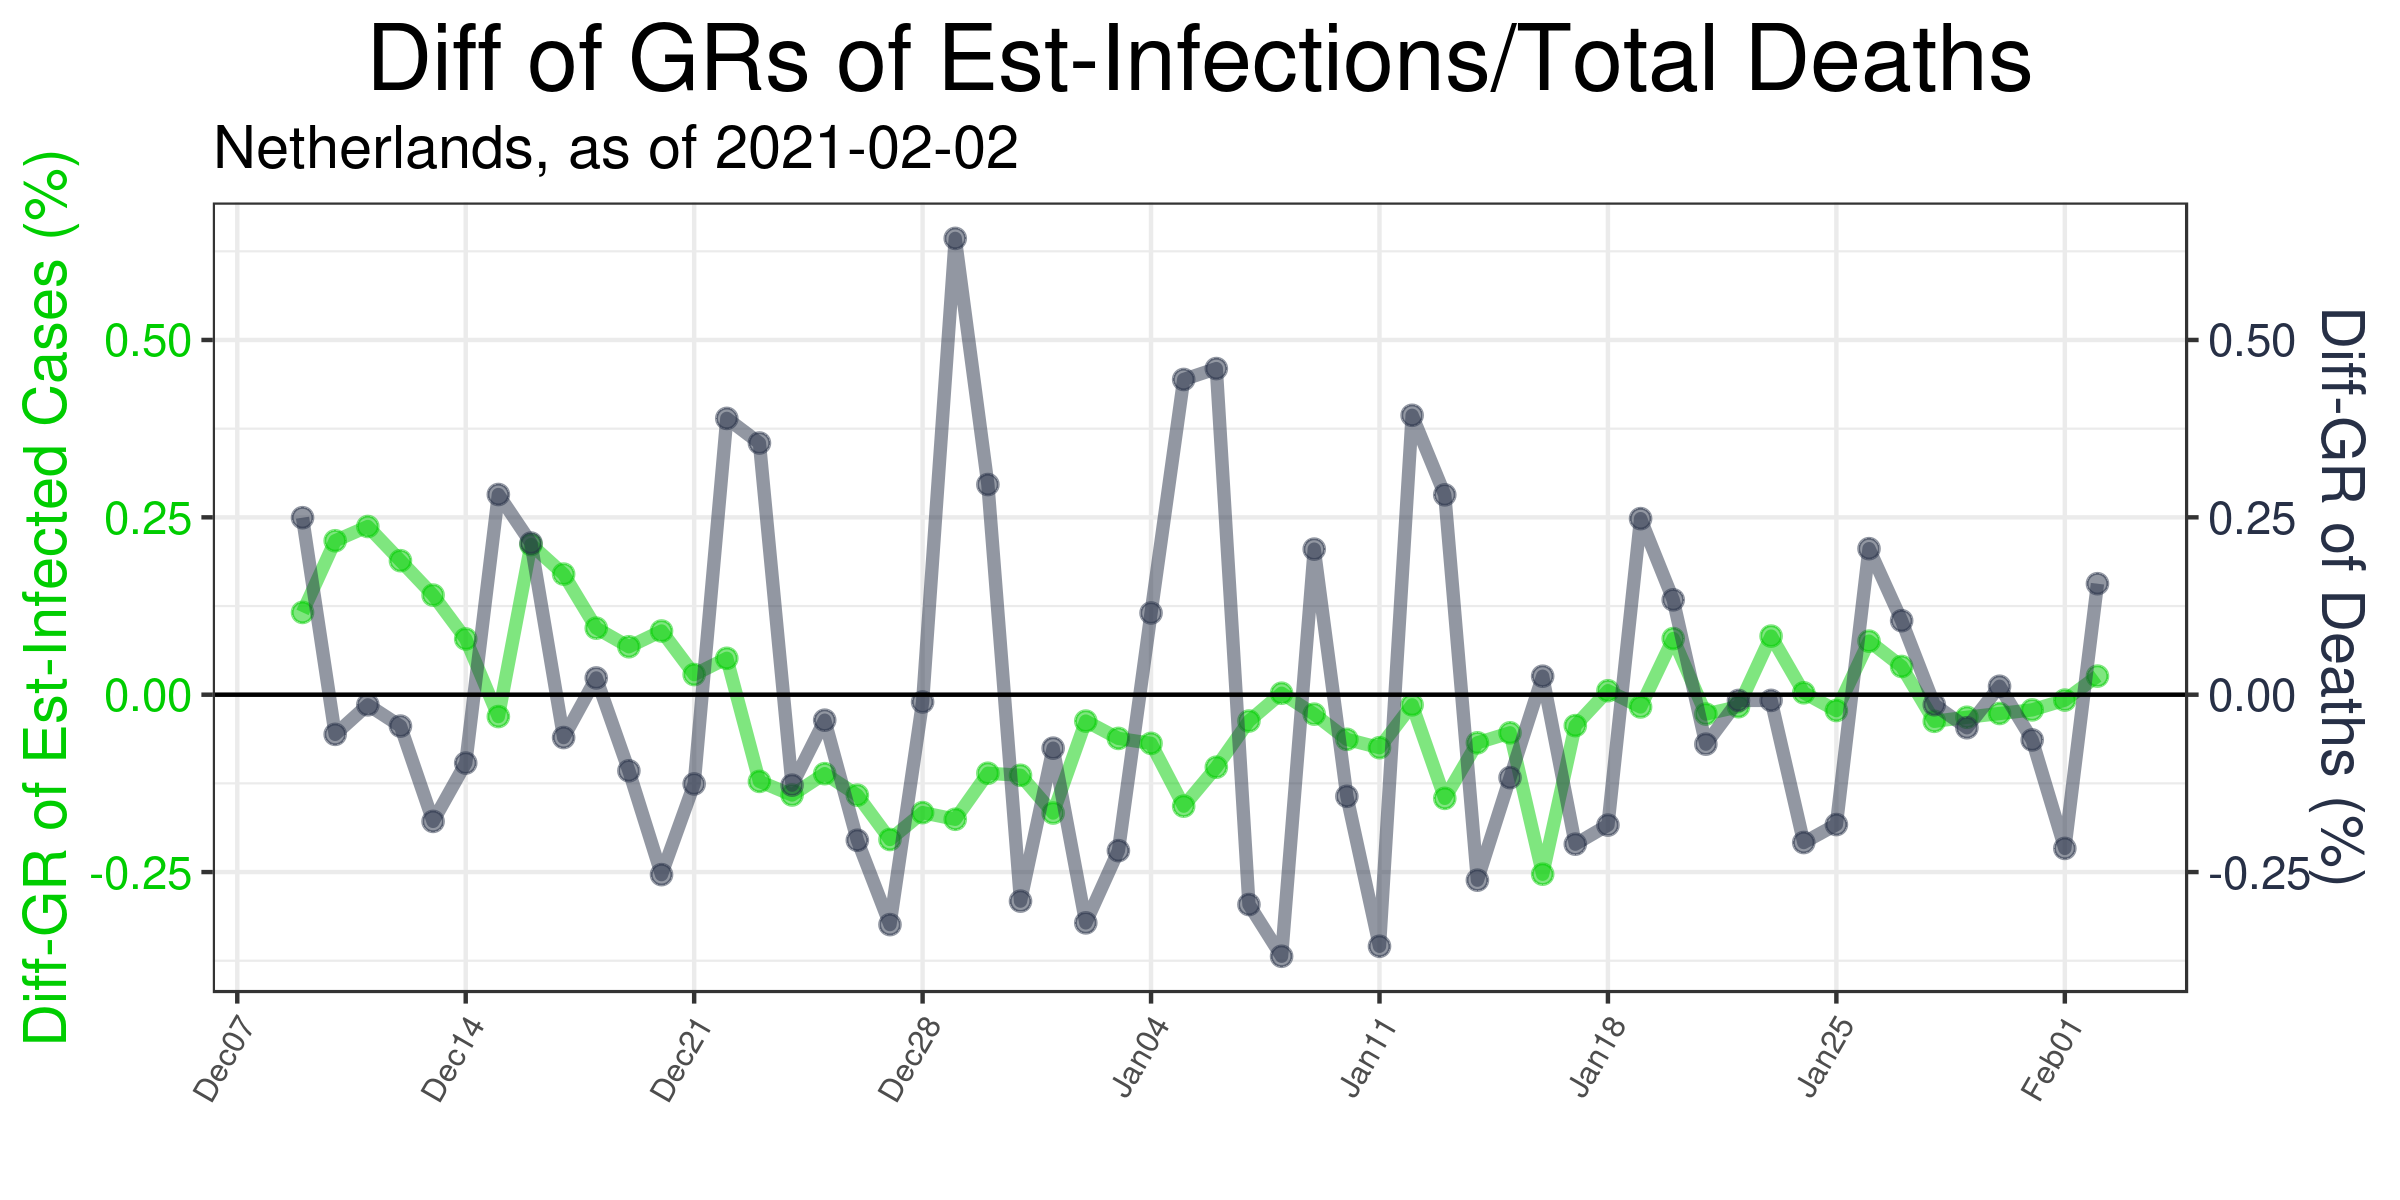 Diff of GRs of Est-Infections/Total Deaths
Netherlands, as of 2021-02-02
Diff-GR of Est-Infected Cases (%)
0.50
0.25
0.00
-0.25
0.50
0.25
0.00
-0.25
Diff-GR of Deaths (%)
Dec07
Dec14
Dec21
Dec28
Jan04
Jan11
Jan18
Jan25
Feb01